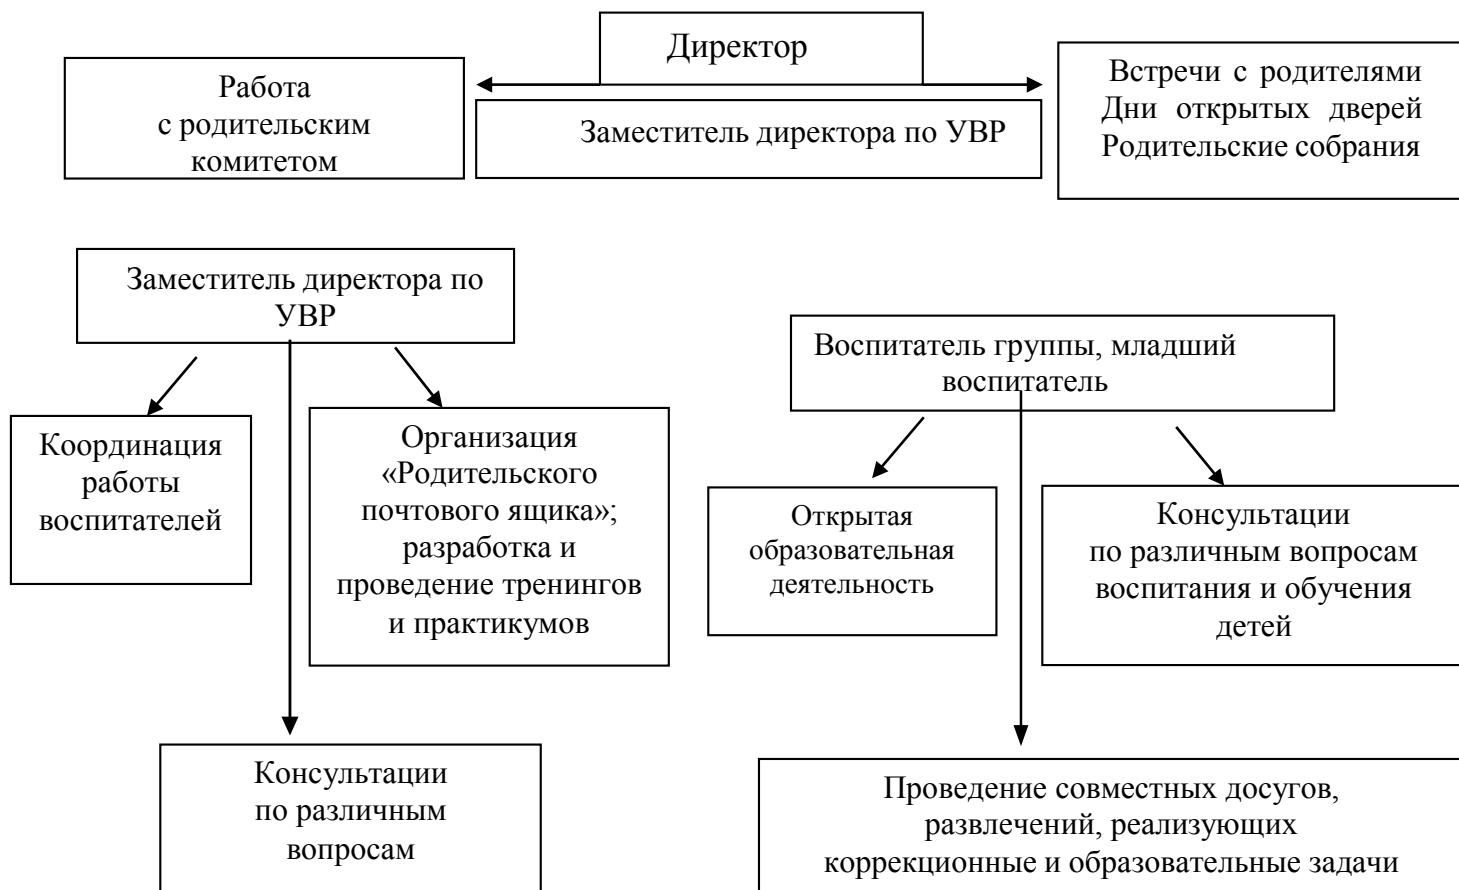 Директор
Работа
с родительским
комитетом
Заместитель директора по УВР
Встречи с родителями
Дни открытых дверей
Родительские собрания
Заместитель директора по
УВР
Воспитатель группы, младший
воспитатель
Координация
работы
воспитателей
Организация
«Родительского
почтового ящика»;
разработка и
проведение тренингов
и практикумов
Открытая
образовательная
деятельность
Консультации
по различным вопросам
воспитания и обучения
детей
Консультации
по различным
вопросам
Проведение совместных досугов,
развлечений, реализующих
коррекционные и образовательные задачи